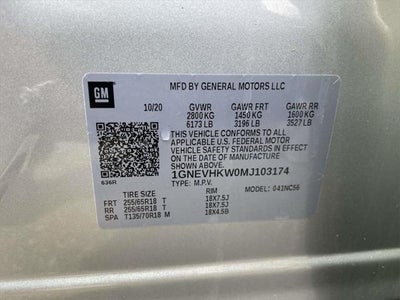 GM
MFD BY GENERAL MOTORS LLC
10/20 GVWR GAWR FRT GAWR RR
2800 KG 1450 KG 1600 KG
6173 LB 3196 LB 3527 LB
THIS VEHICLE CONFORMS TO ALL
APPLICABLE U.S. FEDERAL MOTOR
VEHICLE SAFETY AND THEFT PREVENTION
STANDARDS IN EFFECT ON THE DATE OF
MANUFACTURE SHOWN ABOVE.
1GNEVHKW0MJ103174
636R TYPE: M.P.V. MODEL: 041NC56
TIRE SIZE RIM
FRT 255/65R18 T 18X7.5J
RR 255/65R18 T 18X7.5J
SPA T135/70R18 M 18X4.5B